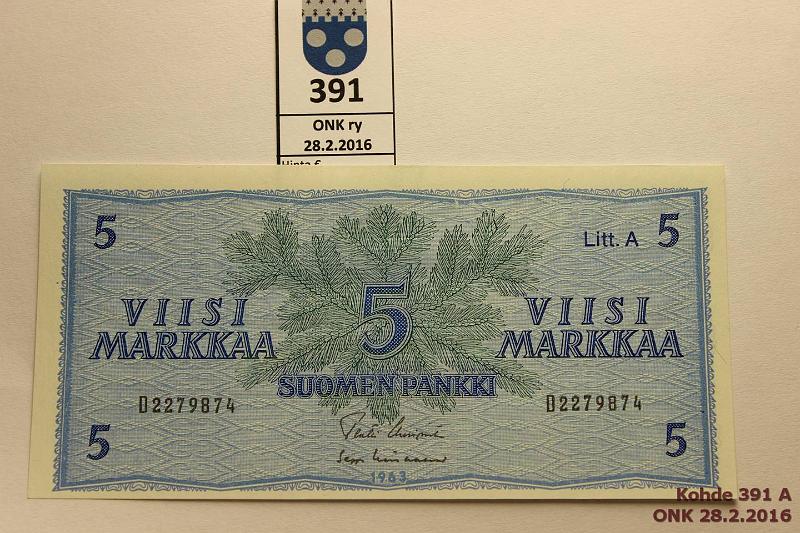 391
ONK ry
28.2.2016
Hinta €
5 Litt. A 5
5
VIISI VIISI
MARKKAA MARKKAA
SUOMEN PANKKI
D2279874 D2279874
5 5
1963
Kohde 391 A
ONK 28.2.2016